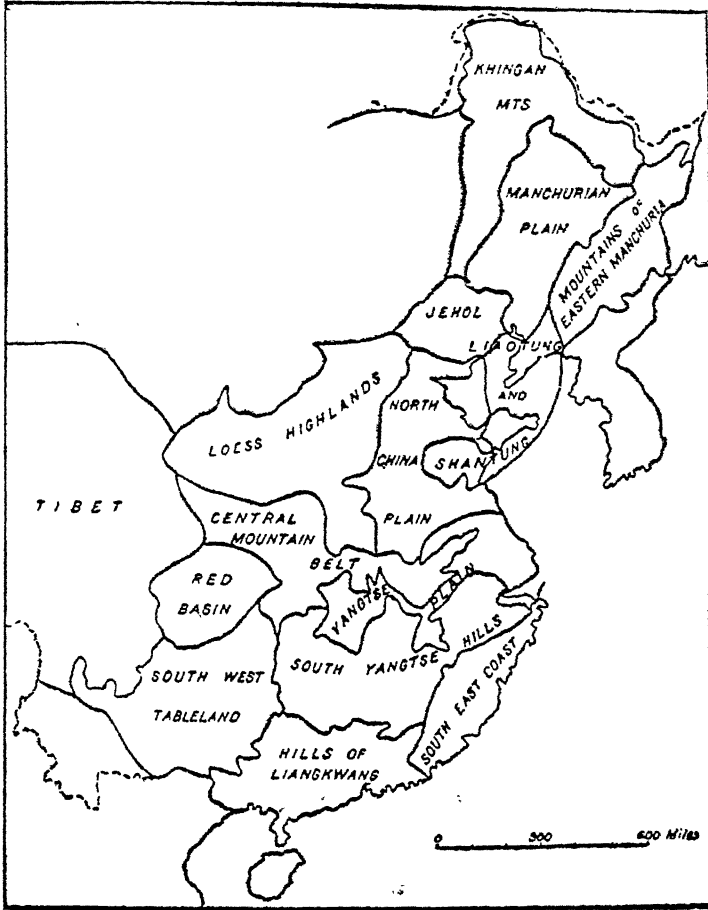 KHINGAN
MTS
MANCHURIAN
PLAIN
MOUNTAINS OF
EASTERN MANCHURIA
JEHOL
LIAOTUNG
AND
SHANTUNG
NORTH
CHINA
PLAIN
LOESS HIGHLANDS
TIBET
CENTRAL
MOUNTAIN
BELT
RED
BASIN
YANGTSE
PLAIN
SOUTH YANGTSE
HILLS
SOUTH WEST
TABLELAND
SOUTH EAST COAST
HILLS OF
LIANGKWANG
0 300 600 Miles